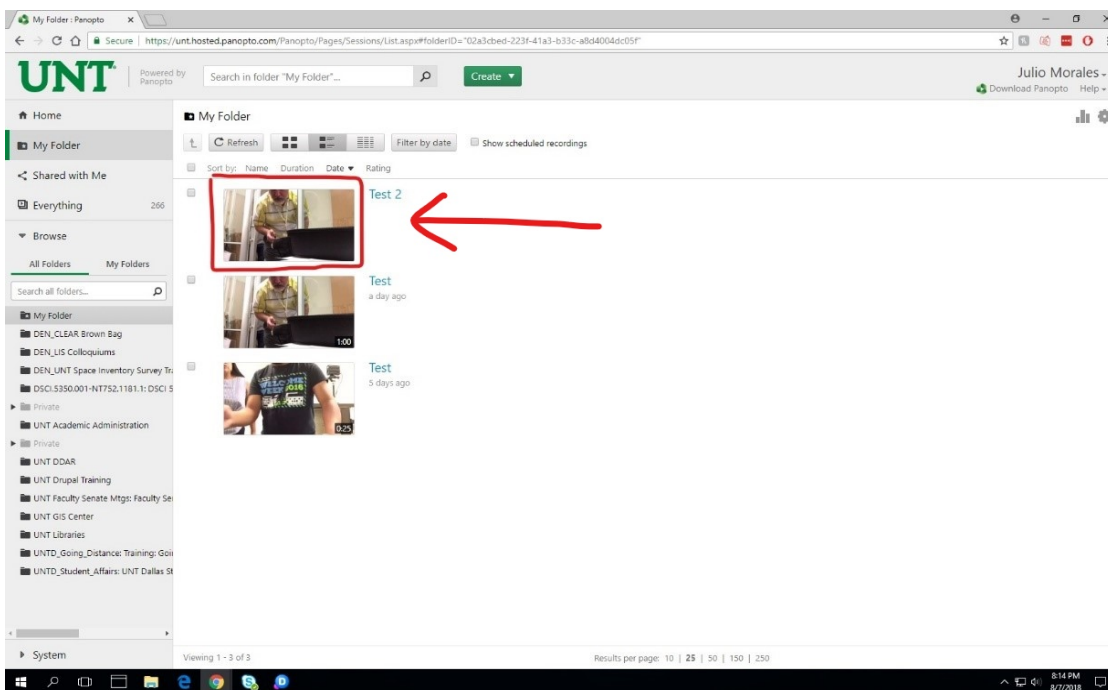 My Folder : Panopto
Secure | https://unt.hosted.panopto.com/Panopto/Pages/Sessions/List.aspx#folderID="02a3cbed-223f-41a3-b33c-a8d4004dc05f"
UNT
Powered by Panopto
Search in folder "My Folder"...
Create
Julio Morales
Download Panopto Help
Home
My Folder
Shared with Me
Everything 266
Browse
All Folders My Folders
Search all folders...
My Folder
DEN_CLEAR Brown Bag
DEN_LIS Colloquiums
DEN_UNT Space Inventory Survey Tra
DSCI.5350.001-NT752.1181.1: DSCI 5
Private
UNT Academic Administration
Private
UNT DDAR
UNT Drupal Training
UNT Faculty Senate Mtgs: Faculty Sen
UNT GIS Center
UNT Libraries
UNTD_Going_Distance: Training: Goin
UNTD_Student_Affairs: UNT Dallas St
System
My Folder
Refresh Filter by date Show scheduled recordings
Sort by: Name Duration Date Rating
Test 2
Test
a day ago
1:00
Test
5 days ago
WELCOME
WEEK 2016
0:25
Viewing 1 - 3 of 3 Results per page: 10 | 25 | 50 | 150 | 250
8:14 PM
8/7/2018